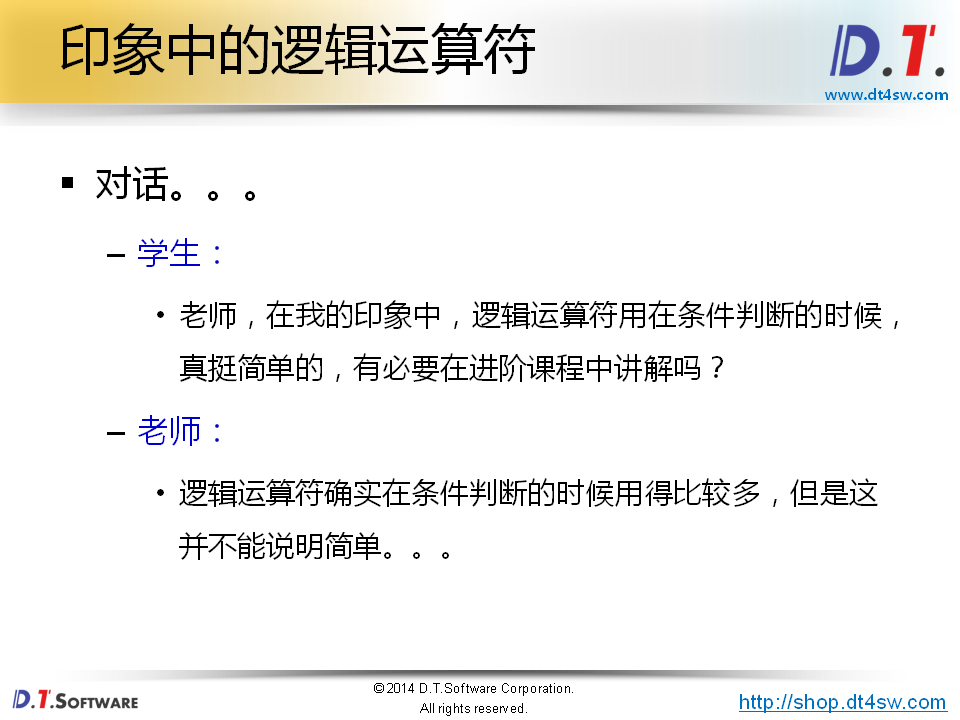 印象中的逻辑运算符
D.T.
www.dt4sw.com
▪ 对话。。。
– 学生：
• 老师，在我的印象中，逻辑运算符用在条件判断的时候，
真挺简单的，有必要在进阶课程中讲解吗？
– 老师：
• 逻辑运算符确实在条件判断的时候用得比较多，但是这
并不能说明简单。。。
D.T.SOFTWARE
©2014 D.T.Software Corporation.
All rights reserved.
http://shop.dt4sw.com